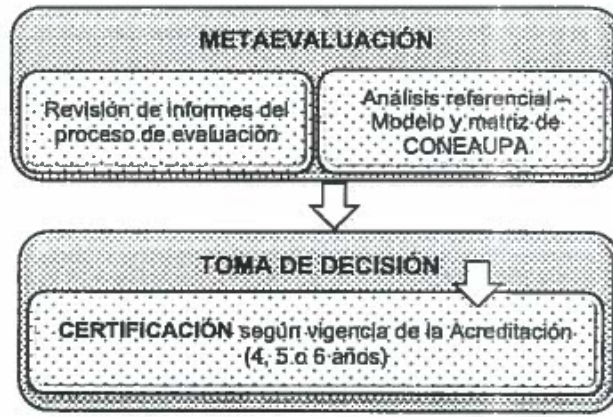 METAEVALUACIÓN
Revisión de informes del
proceso de evaluación
Análisis referencial –
Modelo y matriz de
CONEAUPA
TOMA DE DECISIÓN
CERTIFICACIÓN según vigencia de la Acreditación
(4, 5 o 6 años)